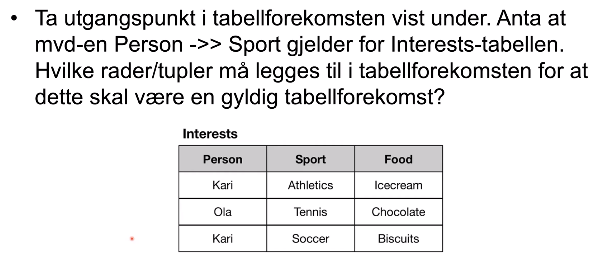 • Ta utgangspunkt i tabellforekomsten vist under. Anta at
mvd-en Person ->> Sport gjelder for Interests-tabellen.
Hvilke rader/tupler må legges til i tabellforekomsten for at
dette skal være en gyldig tabellforekomst?
Interests
Person Sport Food
Kari Athletics Icecream
Ola Tennis Chocolate
Kari Soccer Biscuits